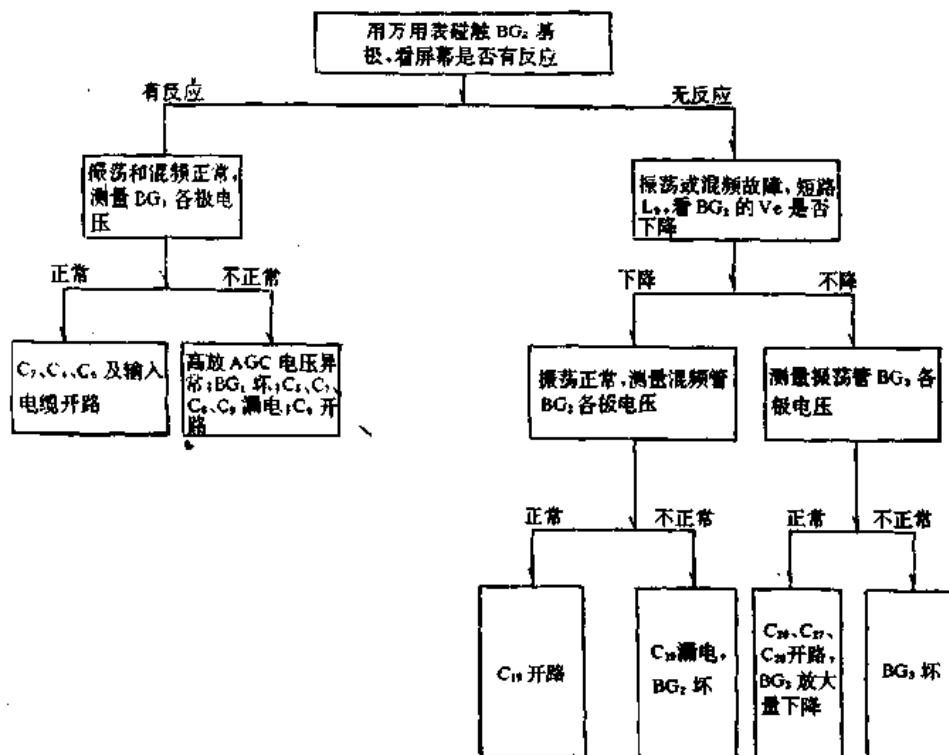 用万用表碰触 BG₂ 基
极,看屏幕是否有反应
有反应
无反应
振荡和混频正常,
测量 BG₁ 各极电
压
振荡或混频故障,短路
L₉,看 BG₂ 的 Ve 是否
下降
正常
不正常
下降
不降
C₇、C₄、C₆ 及输入
电缆开路
高放 AGC 电压异
常;BG₁ 坏;C₅、C₇、
C₈、C₉ 漏电;C₉ 开
路
振荡正常,测量混频管
BG₂ 各极电压
测量振荡管 BG₃ 各
极电压
正常
不正常
正常
不正常
C₁₉ 开路
漏电,
BG₂ 坏
C₂₇、
开路,
BG₃ 放大
量下降
BG₃ 坏